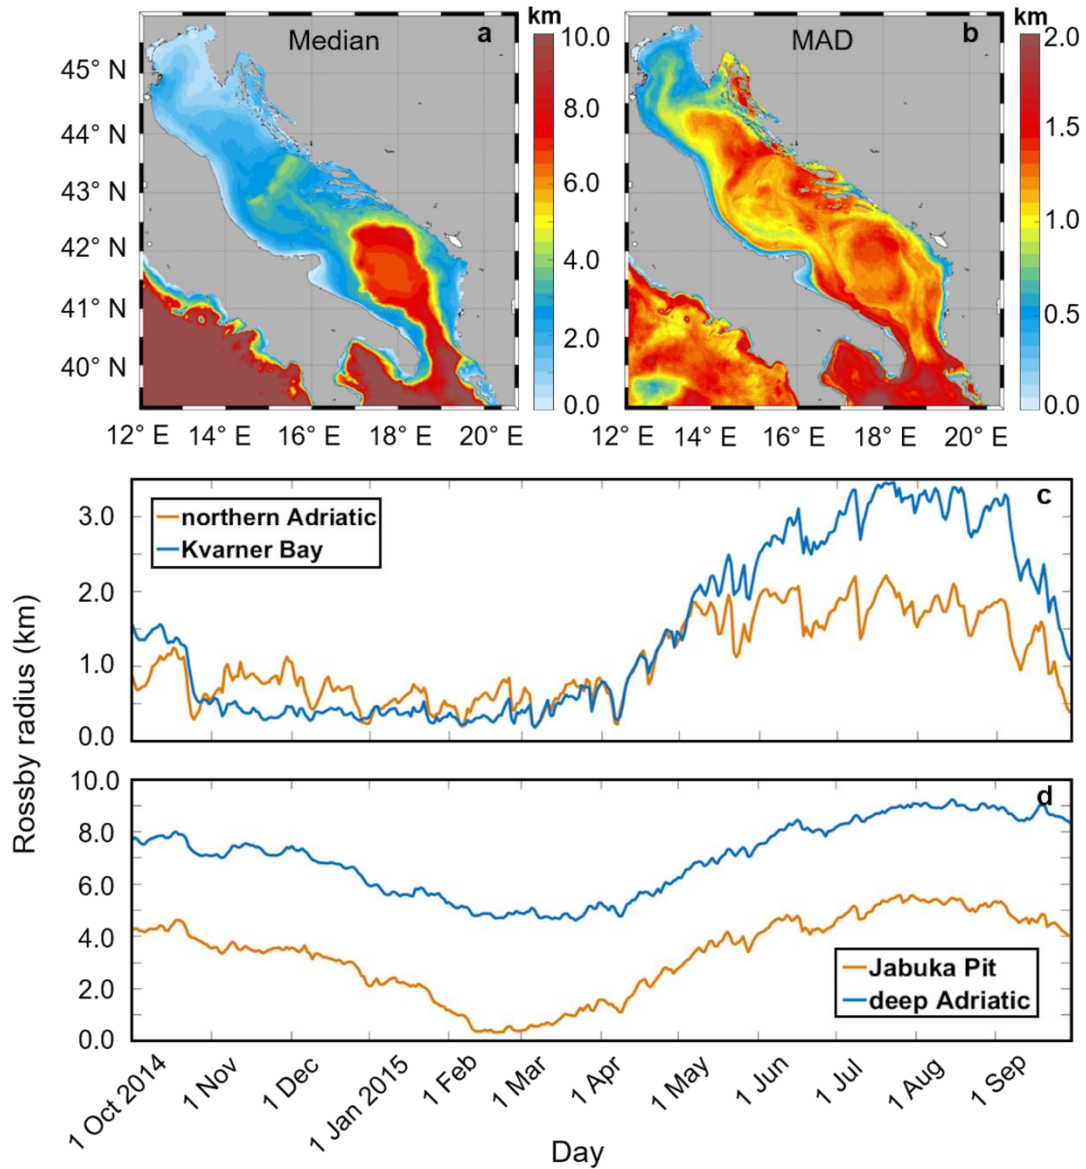 km
km
Median
a
MAD
b
45° N
44° N
43° N
42° N
41° N
40° N
10.0
8.0
6.0
4.0
2.0
0.0
2.0
1.5
1.0
0.5
0.0
12° E
14° E
16° E
18° E
20° E
12° E
14° E
16° E
18° E
20° E
c
northern Adriatic
Kvarner Bay
3.0
2.0
1.0
0.0
Rossby radius (km)
d
10.0
8.0
6.0
4.0
2.0
0.0
Jabuka Pit
deep Adriatic
1 Oct 2014
1 Nov
1 Dec
1 Jan 2015
1 Feb
1 Mar
1 Apr
1 May
1 Jun
1 Jul
1 Aug
1 Sep
Day